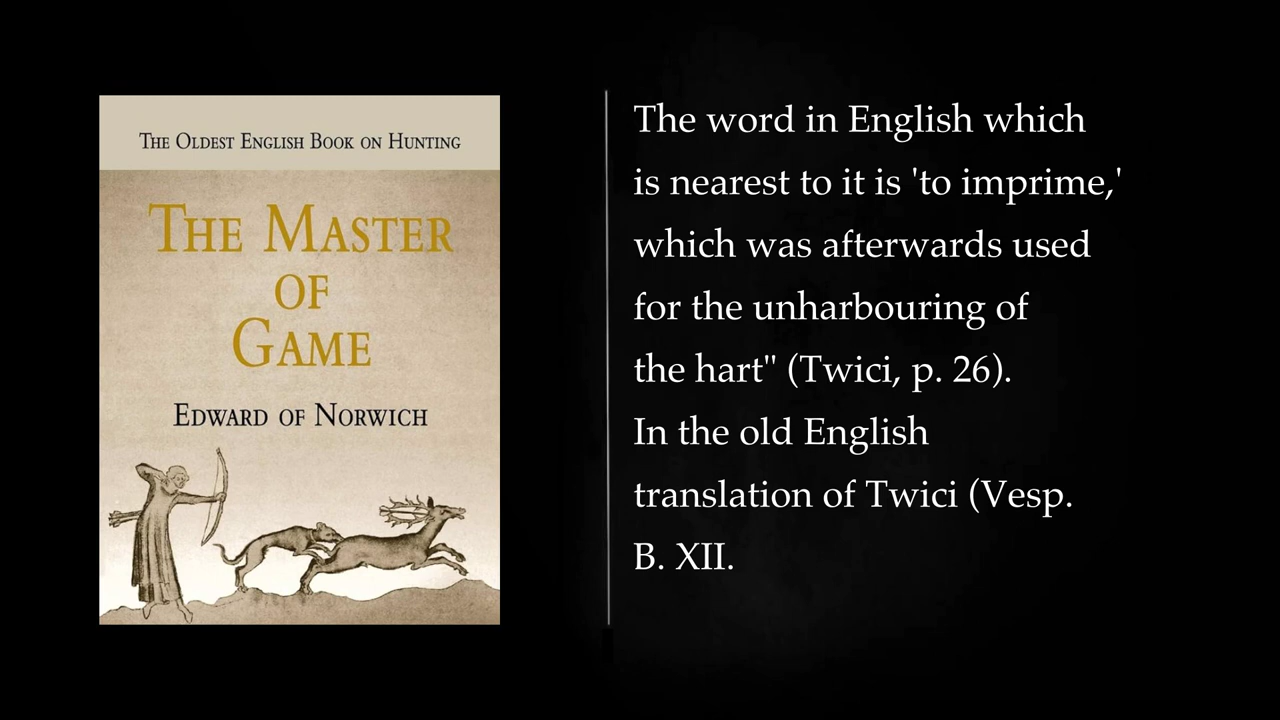 The Oldest English Book on Hunting
The Master
of
Game
Edward of Norwich
The word in English which
is nearest to it is 'to imprime,'
which was afterwards used
for the unharbouring of
the hart" (Twici, p. 26).
In the old English
translation of Twici (Vesp.
B. XII.